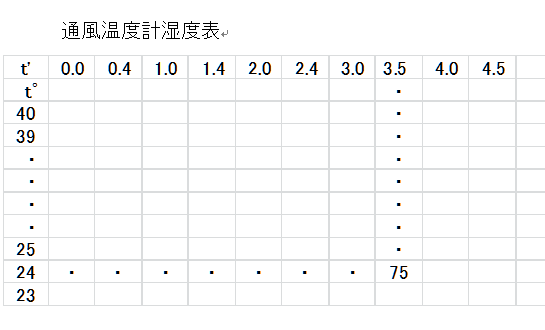 通風温度計湿度表
t' 0.0 0.4 1.0 1.4 2.0 2.4 3.0 3.5 4.0 4.5
t° ・
40 ・
39 ・
・ ・
・ ・
・ ・
・ ・
25 ・
24 ・ ・ ・ ・ ・ ・ ・ 75
23